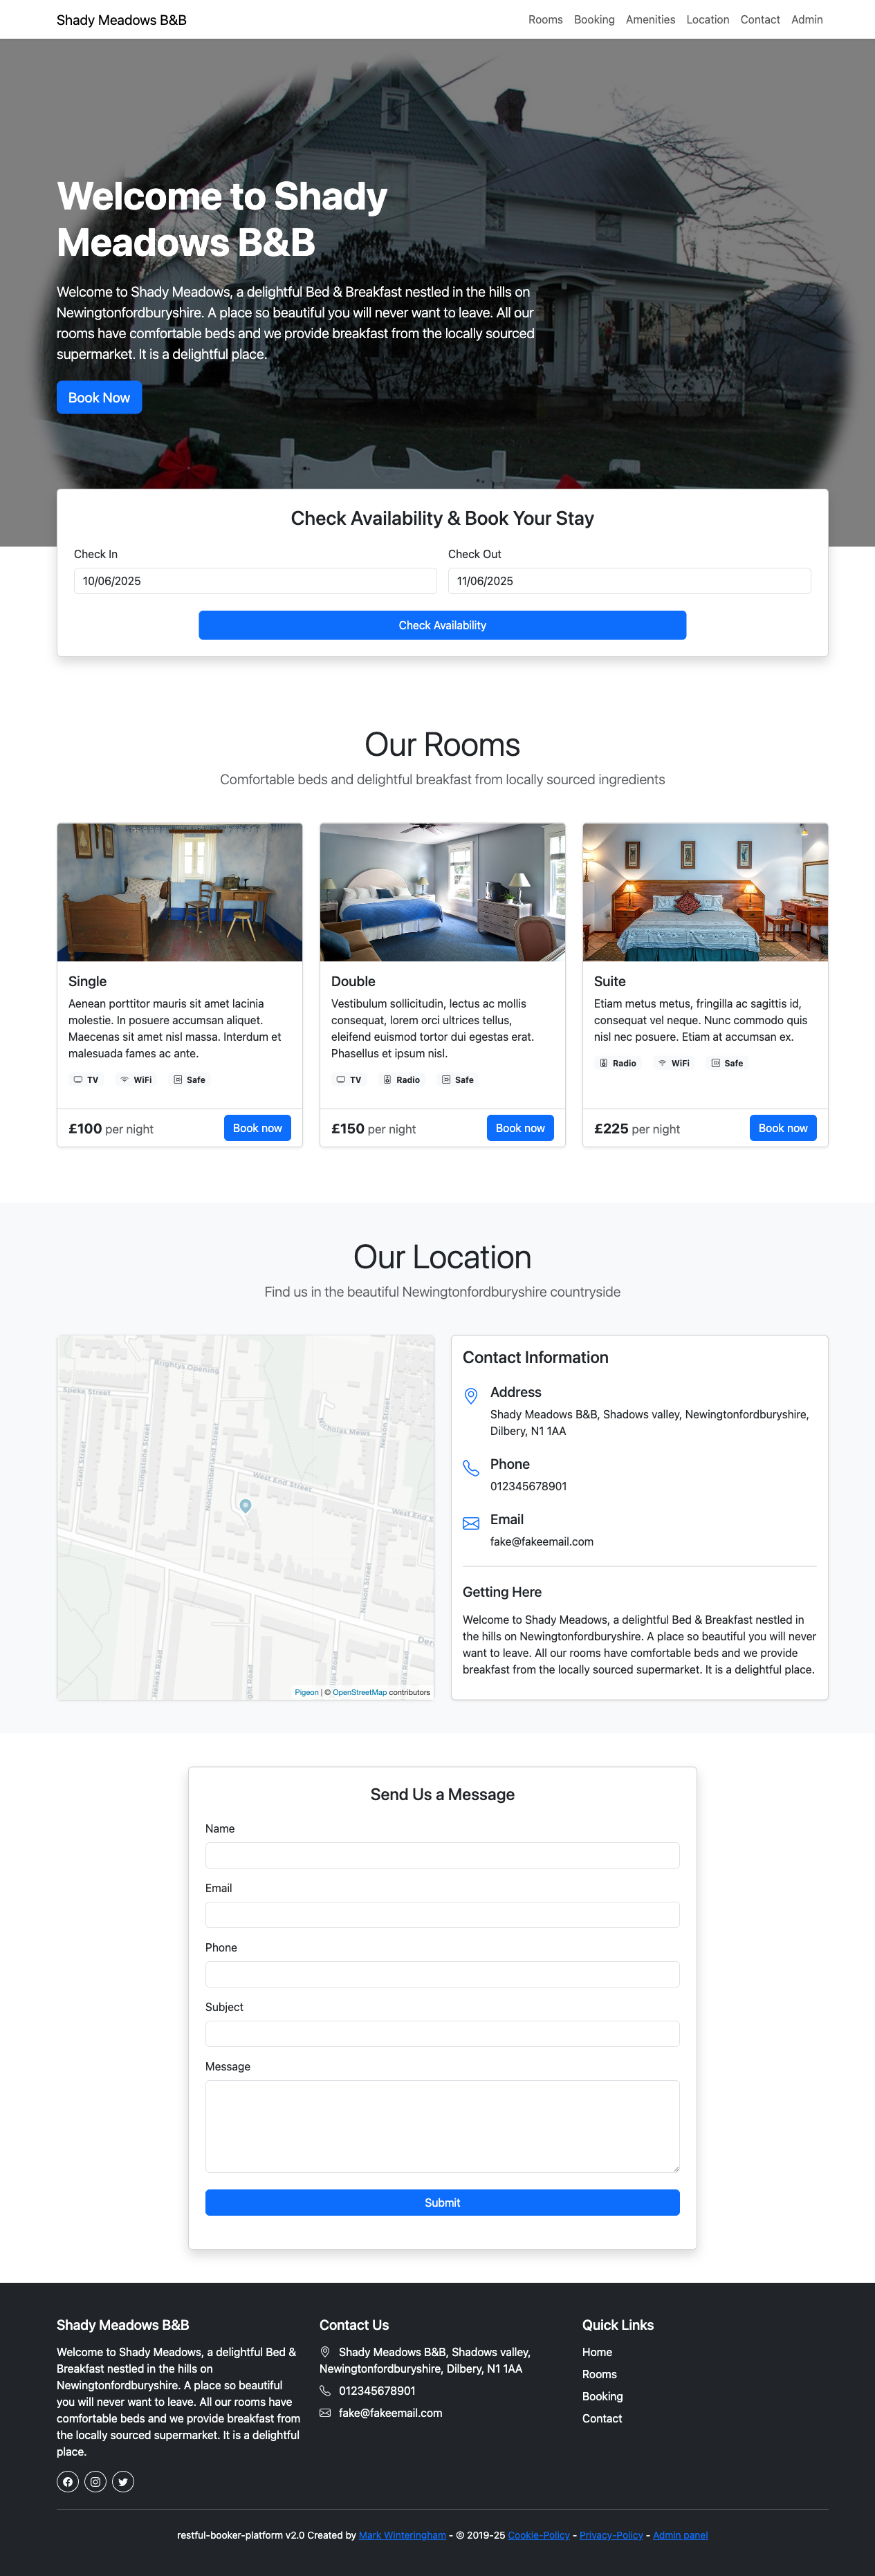 Shady Meadows B&B
Rooms Booking Amenities Location Contact Admin
Welcome to Shady
Meadows B&B
Welcome to Shady Meadows, a delightful Bed & Breakfast nestled in the hills on
Newingtonfordburyshire. A place so beautiful you will never want to leave. All our
rooms have comfortable beds and we provide breakfast from the locally sourced
supermarket. It is a delightful place.
Book Now
Check Availability & Book Your Stay
Check In
10/06/2025
Check Out
11/06/2025
Check Availability
Our Rooms
Comfortable beds and delightful breakfast from locally sourced ingredients
Single
Aenean porttitor mauris sit amet lacinia
molestie. In posuere accumsan aliquet.
Maecenas sit amet nisl massa. Interdum et
malesuada fames ac ante.
TV WiFi Safe
£100 per night
Book now
Double
Vestibulum sollicitudin, lectus ac mollis
consequat, lorem orci ultrices tellus,
eleifend euismod tortor dui egestas erat.
Phasellus et ipsum nisl.
TV Radio Safe
£150 per night
Book now
Suite
Etiam metus metus, fringilla ac sagittis id,
consequat vel neque. Nunc commodo quis
nisl nec posuere. Etiam at accumsan ex.
Radio WiFi Safe
£225 per night
Book now
Our Location
Find us in the beautiful Newingtonfordburyshire countryside
Brightys Opening
Speke Street
Nicholas Mews
Nelson Street
Grant Street
Livingstone Street
Northumberland Street
West End Street
West End S
Nelson Street
Der
Helena Road
ara Road
Pigeon | © OpenStreetMap contributors
Contact Information
Address
Shady Meadows B&B, Shadows valley, Newingtonfordburyshire,
Dilbery, N1 1AA
Phone
012345678901
Email
fake@fakeemail.com
Getting Here
Welcome to Shady Meadows, a delightful Bed & Breakfast nestled in
the hills on Newingtonfordburyshire. A place so beautiful you will never
want to leave. All our rooms have comfortable beds and we provide
breakfast from the locally sourced supermarket. It is a delightful place.
Send Us a Message
Name
Email
Phone
Subject
Message
Submit
Shady Meadows B&B
Welcome to Shady Meadows, a delightful Bed &
Breakfast nestled in the hills on
Newingtonfordburyshire. A place so beautiful
you will never want to leave. All our rooms have
comfortable beds and we provide breakfast from
the locally sourced supermarket. It is a delightful
place.
Contact Us
Shady Meadows B&B, Shadows valley,
Newingtonfordburyshire, Dilbery, N1 1AA
012345678901
fake@fakeemail.com
Quick Links
Home
Rooms
Booking
Contact
restful-booker-platform v2.0 Created by Mark Winteringham - © 2019-25 Cookie-Policy - Privacy-Policy - Admin panel